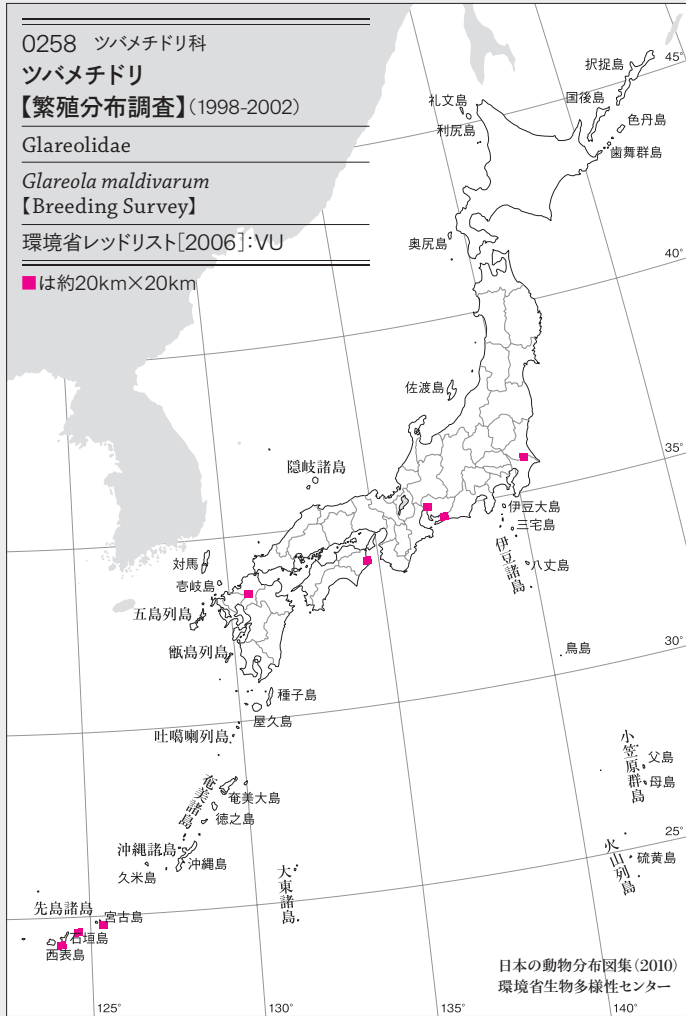 0258 ツバメチドリ科
ツバメチドリ
【繁殖分布調査】(1998-2002)
Glareolidae
Glareola maldivarum
【Breeding Survey】
環境省レッドリスト[2006]:VU
■は約20km×20km
択捉島
45°
国後島
礼文島
色丹島
利尻島
歯舞群島
奥尻島
40°
佐渡島
35°
隠岐諸島
伊豆大島
三宅島
伊豆諸島
八丈島
対馬
壱岐島
五島列島
甑島列島
30°
鳥島
種子島
屋久島
吐噶喇列島
小笠原群島
父島
母島
奄美諸島
奄美大島
徳之島
25°
沖縄諸島
沖縄島
久米島
火山列島
硫黄島
大東諸島
先島諸島
宮古島
石垣島
西表島
日本の動物分布図集(2010)
環境省生物多様性センター
125°
130°
135°
140°